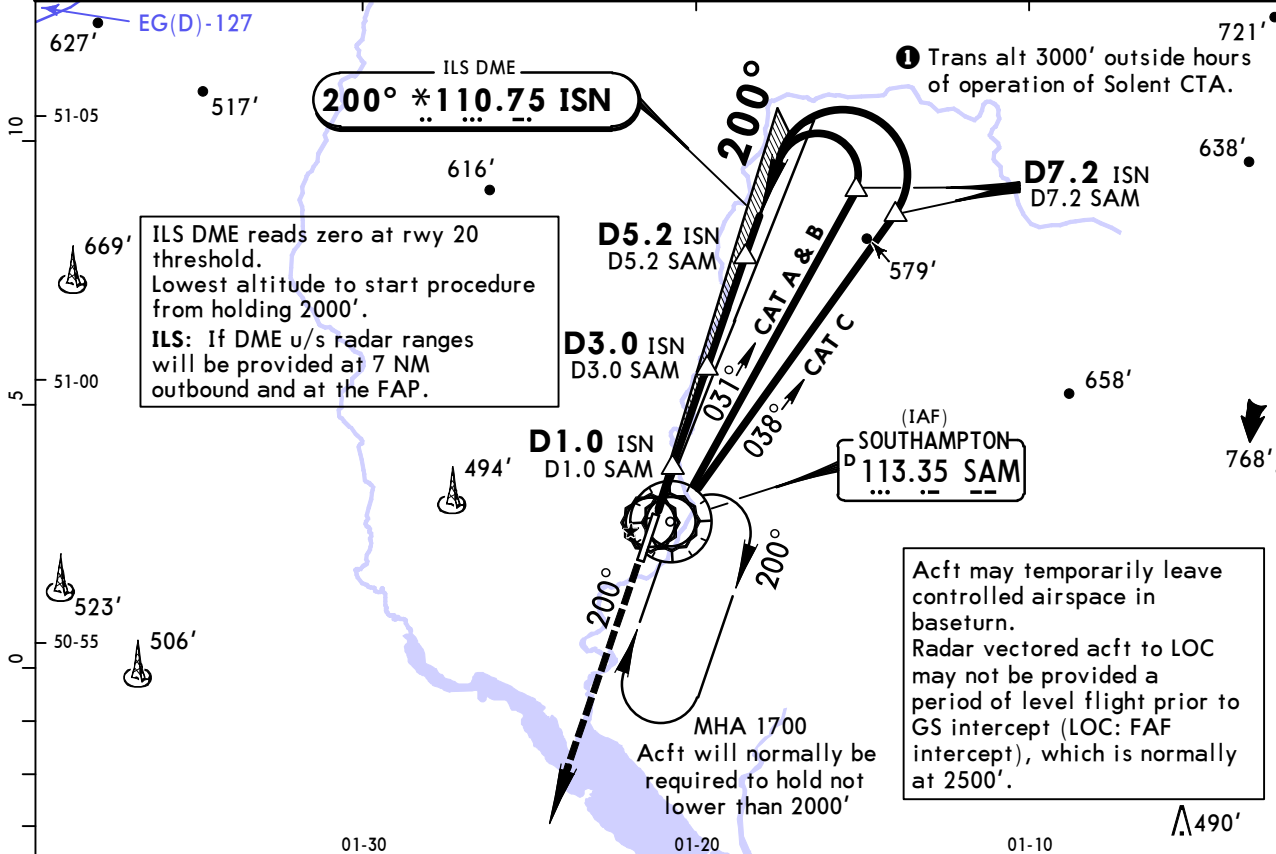 EG(D)-127
627'
721'
❶ Trans alt 3000' outside hours
of operation of Solent CTA.
ILS DME
200° *110.75 ISN
517'
10
51-05
200°
638'
616'
D7.2 ISN
D7.2 SAM
669'
ILS DME reads zero at rwy 20
threshold.
Lowest altitude to start procedure
from holding 2000'.
ILS: If DME u/s radar ranges
will be provided at 7 NM
outbound and at the FAP.
D5.2 ISN
D5.2 SAM
579'
D3.0 ISN
D3.0 SAM
031° CAT A & B
038° CAT C
5
51-00
658'
(IAF)
SOUTHAMPTON
D 113.35 SAM
D1.0 ISN
D1.0 SAM
494'
768'
200°
200°
523'
506'
0
50-55
Acft may temporarily leave
controlled airspace in
baseturn.
Radar vectored acft to LOC
may not be provided a
period of level flight prior to
GS intercept (LOC: FAF
intercept), which is normally
at 2500'.
MHA 1700
Acft will normally be
required to hold not
lower than 2000'
490'
01-30
01-20
01-10